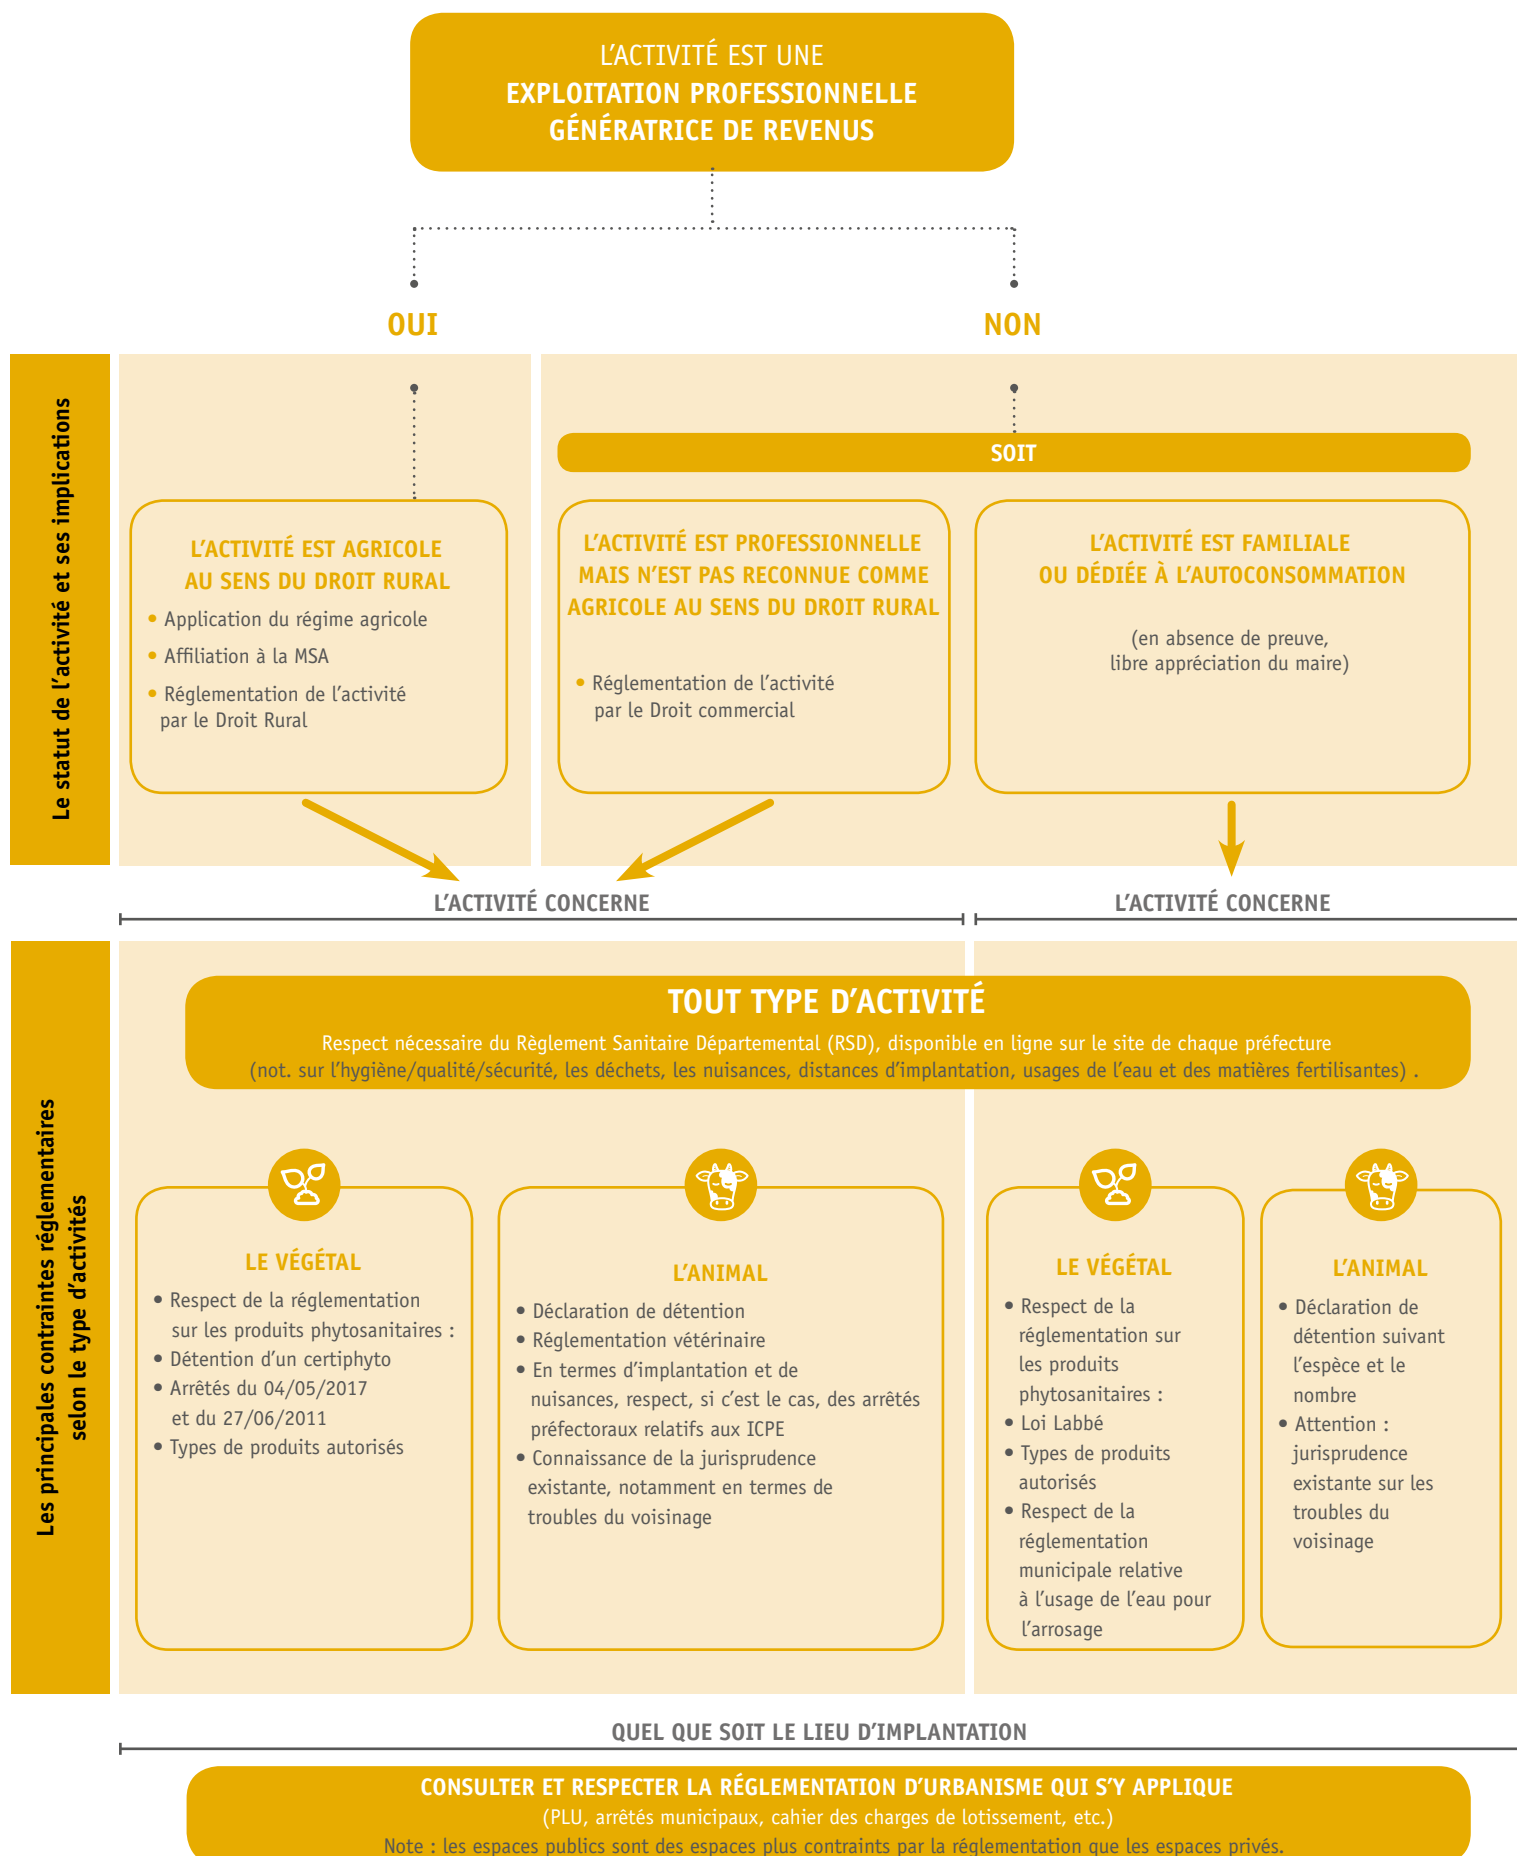 L'ACTIVITÉ EST UNE
EXPLOITATION PROFESSIONNELLE
GÉNÉRATRICE DE REVENUS
OUI
NON
Le statut de l'activité et ses implications
SOIT
L'ACTIVITÉ EST AGRICOLE
AU SENS DU DROIT RURAL
• Application du régime agricole
• Affiliation à la MSA
• Réglementation de l'activité
par le Droit Rural
L'ACTIVITÉ EST PROFESSIONNELLE
MAIS N'EST PAS RECONNUE COMME
AGRICOLE AU SENS DU DROIT RURAL
• Réglementation de l'activité
par le Droit commercial
L'ACTIVITÉ EST FAMILIALE
OU DÉDIÉE À L'AUTOCONSOMMATION
(en absence de preuve,
libre appréciation du maire)
L'ACTIVITÉ CONCERNE
L'ACTIVITÉ CONCERNE
Les principales contraintes réglementaires
selon le type d'activités
TOUT TYPE D'ACTIVITÉ
Respect nécessaire du Règlement Sanitaire Départemental (RSD), disponible en ligne sur le site de chaque préfecture
(not. sur l'hygiène/qualité/sécurité, les déchets, les nuisances, distances d'implantation, usages de l'eau et des matières fertilisantes) .
LE VÉGÉTAL
• Respect de la réglementation
sur les produits phytosanitaires :
• Détention d'un certiphyto
• Arrêtés du 04/05/2017
et du 27/06/2011
• Types de produits autorisés
L'ANIMAL
• Déclaration de détention
• Réglementation vétérinaire
• En termes d'implantation et de
nuisances, respect, si c'est le cas, des arrêtés
préfectoraux relatifs aux ICPE
• Connaissance de la jurisprudence
existante, notamment en termes de
troubles du voisinage
LE VÉGÉTAL
• Respect de la
réglementation sur
les produits
phytosanitaires :
• Loi Labbé
• Types de produits
autorisés
• Respect de la
réglementation
municipale relative
à l'usage de l'eau pour
l'arrosage
L'ANIMAL
• Déclaration de
détention suivant
l'espèce et le
nombre
• Attention :
jurisprudence
existante sur les
troubles du
voisinage
QUEL QUE SOIT LE LIEU D'IMPLANTATION
CONSULTER ET RESPECTER LA RÉGLEMENTATION D'URBANISME QUI S'Y APPLIQUE
(PLU, arrêtés municipaux, cahier des charges de lotissement, etc.)
Note : les espaces publics sont des espaces plus contraints par la réglementation que les espaces privés.